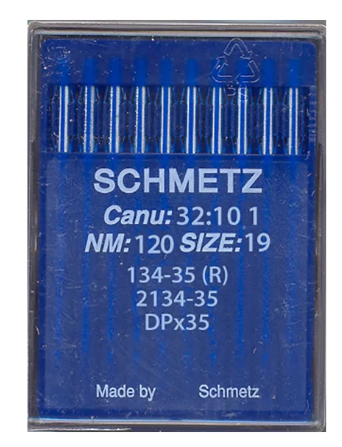 SCHMETZ
Canu: 32:10 1
NM: 120 SIZE: 19
134-35 (R)
2134-35
DPx35
Made by Schmetz